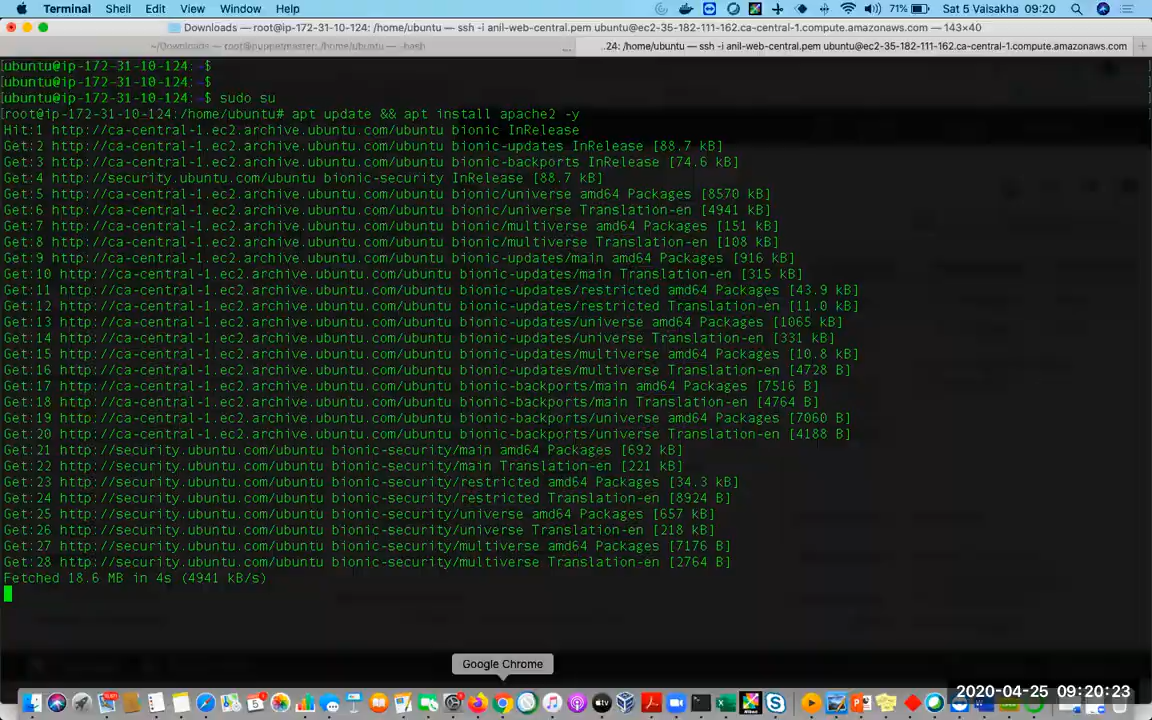 Terminal Shell Edit View Window Help 71% Sat 5 Vaisakha 09:20
Downloads — root@ip-172-31-10-124: /home/ubuntu — ssh -i anil-web-central.pem ubuntu@ec2-35-182-111-162.ca-central-1.compute.amazonaws.com — 143×40
~/Downloads — root@puppetmaster: /home/ubuntu — -bash ... ..24: /home/ubuntu — ssh -i anil-web-central.pem ubuntu@ec2-35-182-111-162.ca-central-1.compute.amazonaws.com +
[ubuntu@ip-172-31-10-124:~$
[ubuntu@ip-172-31-10-124:~$
[ubuntu@ip-172-31-10-124:~$ sudo su
[root@ip-172-31-10-124:/home/ubuntu# apt update && apt install apache2 -y
Hit:1 http://ca-central-1.ec2.archive.ubuntu.com/ubuntu bionic InRelease
Get:2 http://ca-central-1.ec2.archive.ubuntu.com/ubuntu bionic-updates InRelease [88.7 kB]
Get:3 http://ca-central-1.ec2.archive.ubuntu.com/ubuntu bionic-backports InRelease [74.6 kB]
Get:4 http://security.ubuntu.com/ubuntu bionic-security InRelease [88.7 kB]
Get:5 http://ca-central-1.ec2.archive.ubuntu.com/ubuntu bionic/universe amd64 Packages [8570 kB]
Get:6 http://ca-central-1.ec2.archive.ubuntu.com/ubuntu bionic/universe Translation-en [4941 kB]
Get:7 http://ca-central-1.ec2.archive.ubuntu.com/ubuntu bionic/multiverse amd64 Packages [151 kB]
Get:8 http://ca-central-1.ec2.archive.ubuntu.com/ubuntu bionic/multiverse Translation-en [108 kB]
Get:9 http://ca-central-1.ec2.archive.ubuntu.com/ubuntu bionic-updates/main amd64 Packages [916 kB]
Get:10 http://ca-central-1.ec2.archive.ubuntu.com/ubuntu bionic-updates/main Translation-en [315 kB]
Get:11 http://ca-central-1.ec2.archive.ubuntu.com/ubuntu bionic-updates/restricted amd64 Packages [43.9 kB]
Get:12 http://ca-central-1.ec2.archive.ubuntu.com/ubuntu bionic-updates/restricted Translation-en [11.0 kB]
Get:13 http://ca-central-1.ec2.archive.ubuntu.com/ubuntu bionic-updates/universe amd64 Packages [1065 kB]
Get:14 http://ca-central-1.ec2.archive.ubuntu.com/ubuntu bionic-updates/universe Translation-en [331 kB]
Get:15 http://ca-central-1.ec2.archive.ubuntu.com/ubuntu bionic-updates/multiverse amd64 Packages [10.8 kB]
Get:16 http://ca-central-1.ec2.archive.ubuntu.com/ubuntu bionic-updates/multiverse Translation-en [4728 B]
Get:17 http://ca-central-1.ec2.archive.ubuntu.com/ubuntu bionic-backports/main amd64 Packages [7516 B]
Get:18 http://ca-central-1.ec2.archive.ubuntu.com/ubuntu bionic-backports/main Translation-en [4764 B]
Get:19 http://ca-central-1.ec2.archive.ubuntu.com/ubuntu bionic-backports/universe amd64 Packages [7060 B]
Get:20 http://ca-central-1.ec2.archive.ubuntu.com/ubuntu bionic-backports/universe Translation-en [4188 B]
Get:21 http://security.ubuntu.com/ubuntu bionic-security/main amd64 Packages [692 kB]
Get:22 http://security.ubuntu.com/ubuntu bionic-security/main Translation-en [221 kB]
Get:23 http://security.ubuntu.com/ubuntu bionic-security/restricted amd64 Packages [34.3 kB]
Get:24 http://security.ubuntu.com/ubuntu bionic-security/restricted Translation-en [8924 B]
Get:25 http://security.ubuntu.com/ubuntu bionic-security/universe amd64 Packages [657 kB]
Get:26 http://security.ubuntu.com/ubuntu bionic-security/universe Translation-en [218 kB]
Get:27 http://security.ubuntu.com/ubuntu bionic-security/multiverse amd64 Packages [7176 B]
Get:28 http://security.ubuntu.com/ubuntu bionic-security/multiverse Translation-en [2764 B]
Fetched 18.6 MB in 4s (4941 kB/s)
Google Chrome
2020-04-25 09:20:23